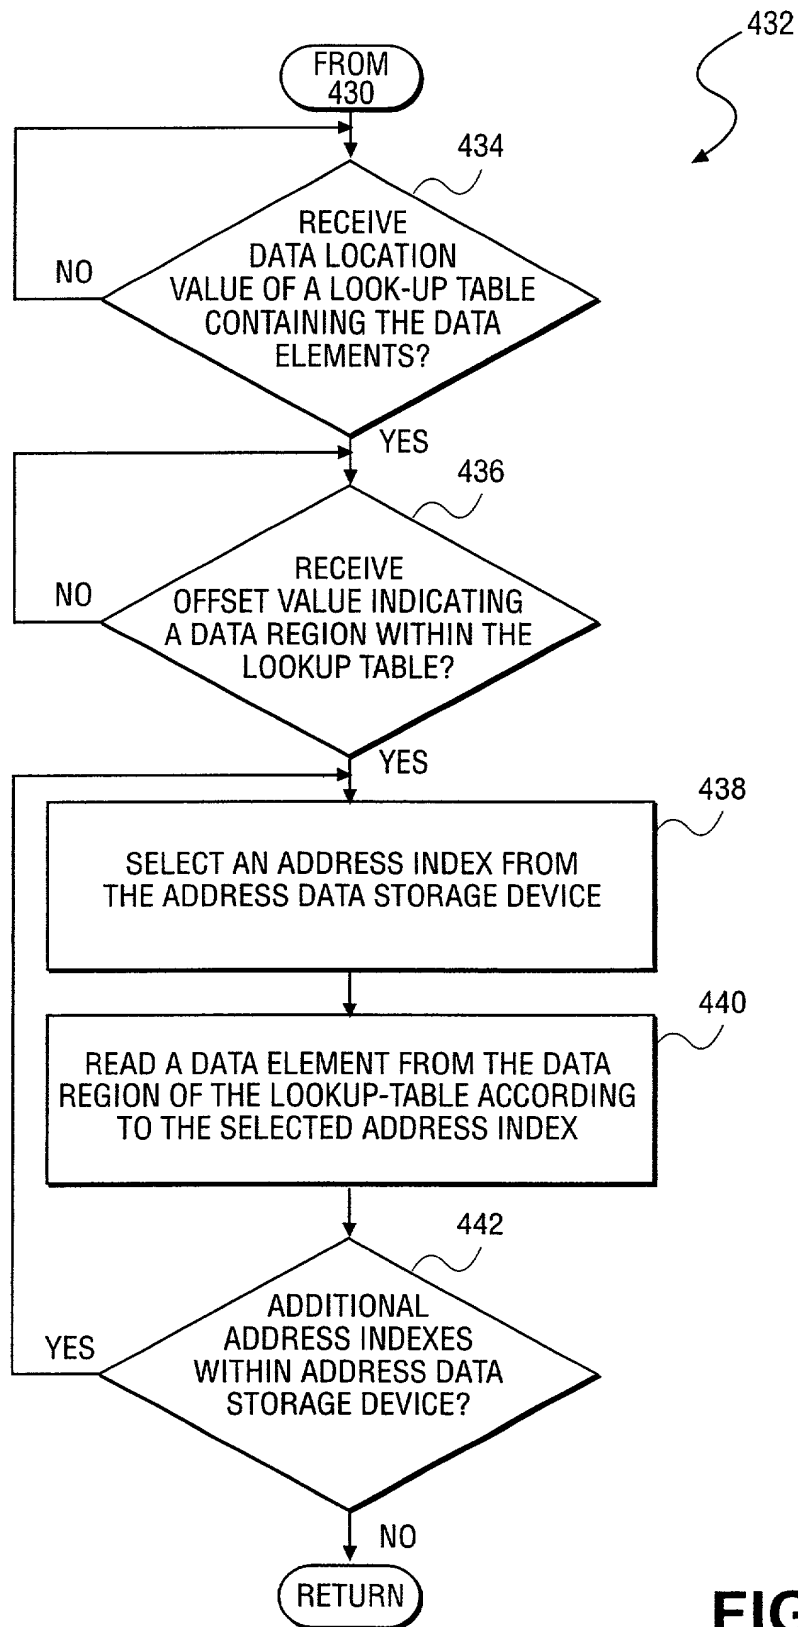 432
FROM
430
434
RECEIVE
DATA LOCATION
VALUE OF A LOOK-UP TABLE
CONTAINING THE DATA
ELEMENTS?
NO
YES
436
RECEIVE
OFFSET VALUE INDICATING
A DATA REGION WITHIN THE
LOOKUP TABLE?
NO
YES
438
SELECT AN ADDRESS INDEX FROM
THE ADDRESS DATA STORAGE DEVICE
440
READ A DATA ELEMENT FROM THE DATA
REGION OF THE LOOKUP-TABLE ACCORDING
TO THE SELECTED ADDRESS INDEX
442
ADDITIONAL
ADDRESS INDEXES
WITHIN ADDRESS DATA
STORAGE DEVICE?
YES
NO
RETURN
FIG